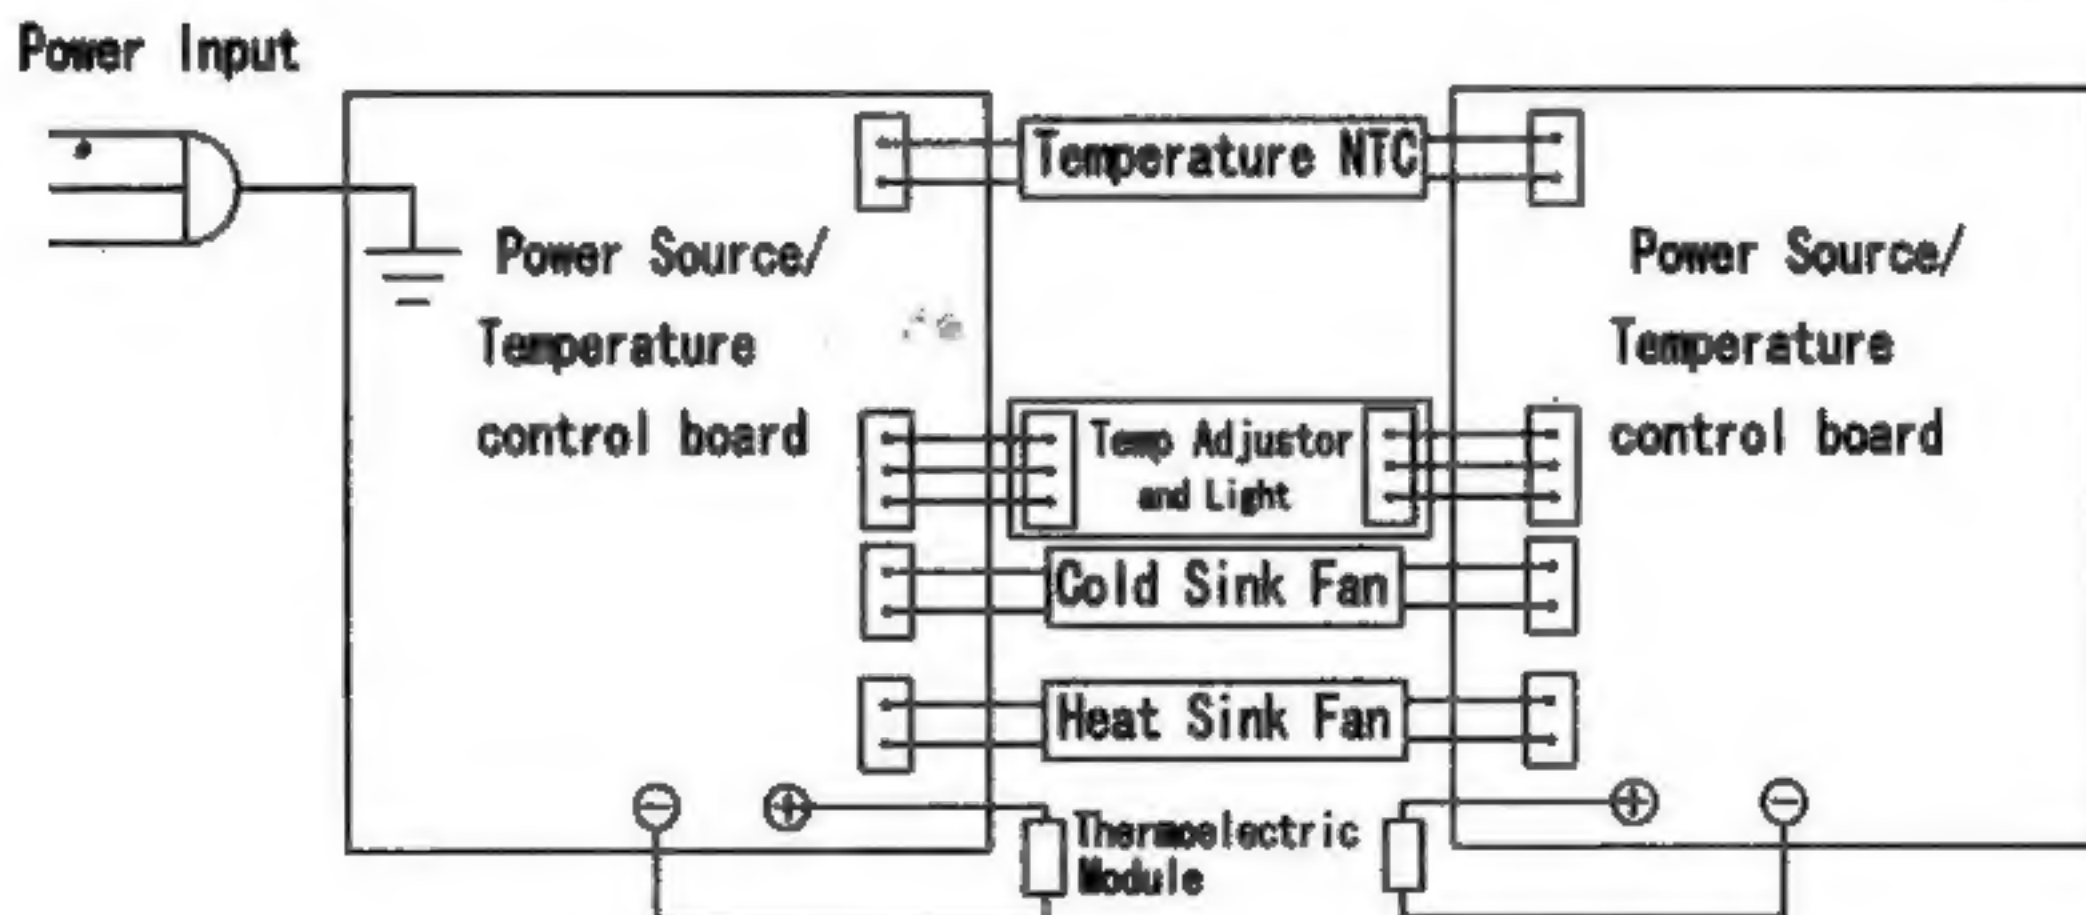 Power Input
Temperature NTC
Power Source/
Temperature
control board
Power Source/
Temperature
control board
Temp Adjustor
and Light
Cold Sink Fan
Heat Sink Fan
Thermoelectric
Module